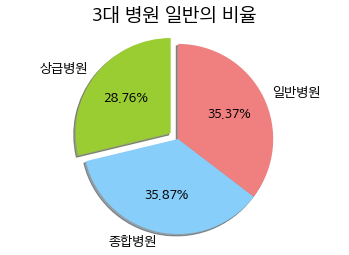 3대 병원 일반의 비율
상급병원
28.76%
일반병원
35.37%
35.87%
종합병원